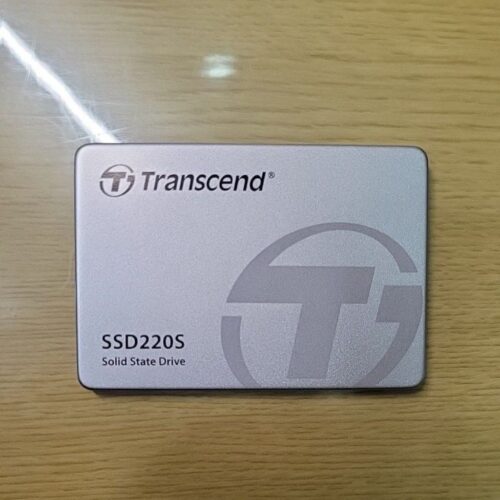 Transcend®
SSD220S
Solid State Drive